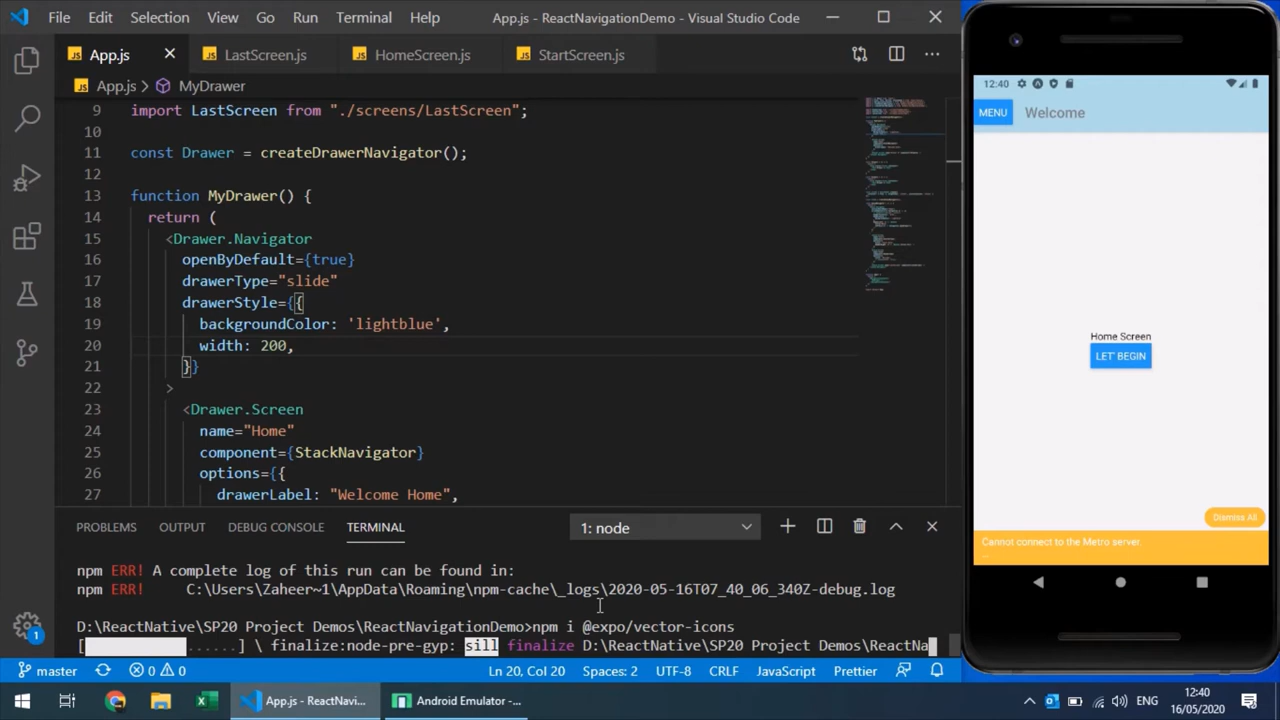 File Edit Selection View Go Run Terminal Help App.js - ReactNavigationDemo - Visual Studio Code
JS App.js JS LastScreen.js JS HomeScreen.js JS StartScreen.js
JS App.js > MyDrawer
9 import LastScreen from "./screens/LastScreen";
10
11 const Drawer = createDrawerNavigator();
12
13 function MyDrawer() {
14 return (
15 <Drawer.Navigator
16 openByDefault={true}
17 drawerType="slide"
18 drawerStyle={{
19 backgroundColor: 'lightblue',
20 width: 200,
21 }}
22 >
23 <Drawer.Screen
24 name="Home"
25 component={StackNavigator}
26 options={{
27 drawerLabel: "Welcome Home",
PROBLEMS OUTPUT DEBUG CONSOLE TERMINAL 1: node
npm ERR! A complete log of this run can be found in:
npm ERR! C:\Users\Zaheer~1\AppData\Roaming\npm-cache\_logs\2020-05-16T07_40_06_340Z-debug.log
D:\ReactNative\SP20 Project Demos\ReactNavigationDemo>npm i @expo/vector-icons
[ ......] \ finalize:node-pre-gyp: sill finalize D:\ReactNative\SP20 Project Demos\ReactNa
1
master 0 0 Ln 20, Col 20 Spaces: 2 UTF-8 CRLF JavaScript Prettier
App.js - ReactNavi... Android Emulator -... ENG 12:40
16/05/2020
12:40
MENU Welcome
Home Screen
LET' BEGIN
Dismiss All
Cannot connect to the Metro server.
...